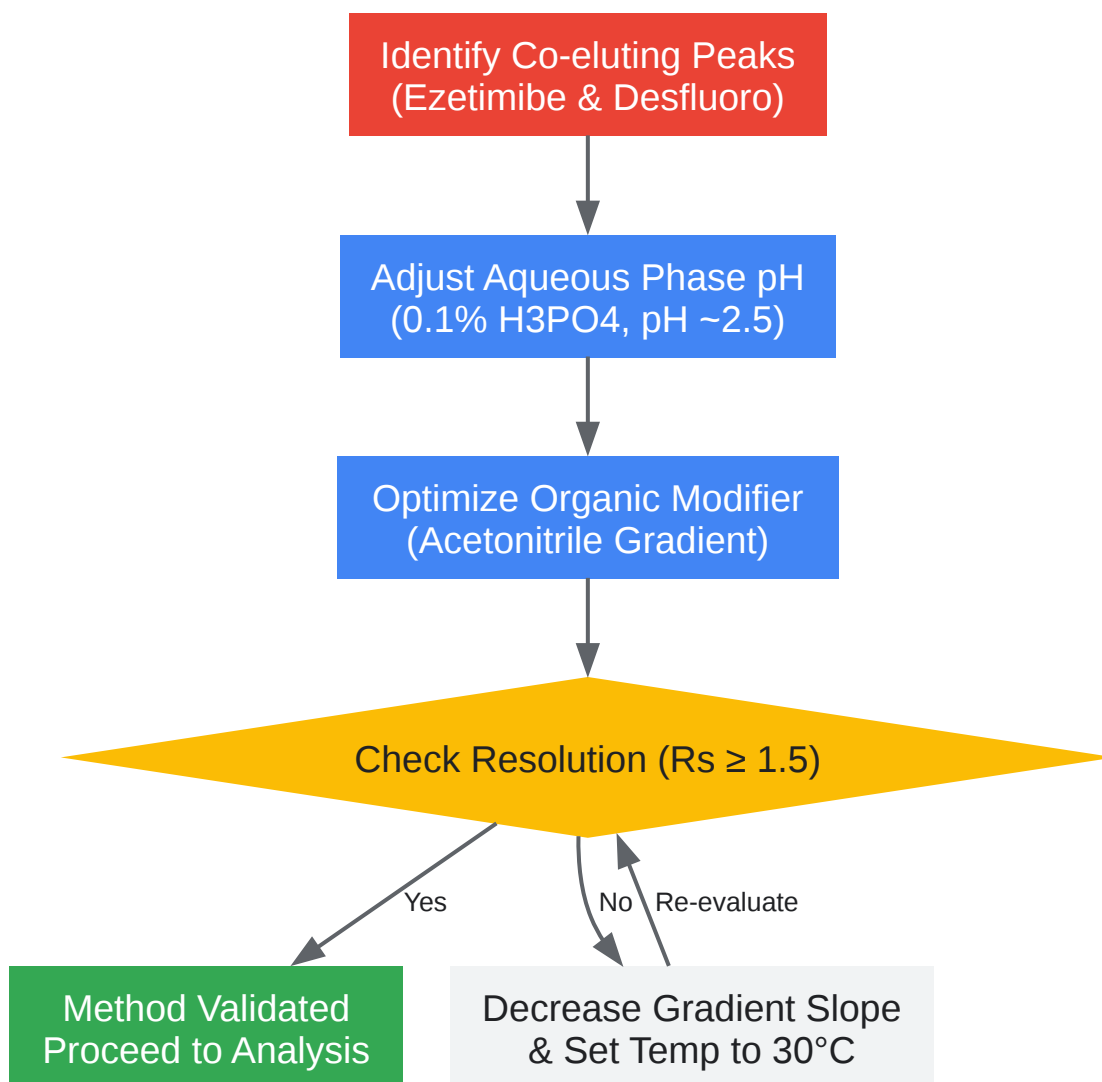 Identify Co-eluting Peaks
(Ezetimibe & Desfluoro)
Adjust Aqueous Phase pH
(0.1% H3PO4, pH ~2.5)
Optimize Organic Modifier
(Acetonitrile Gradient)
Check Resolution (Rs ≥ 1.5)
Yes
No
Re-evaluate
Method Validated
Proceed to Analysis
Decrease Gradient Slope
& Set Temp to 30°C